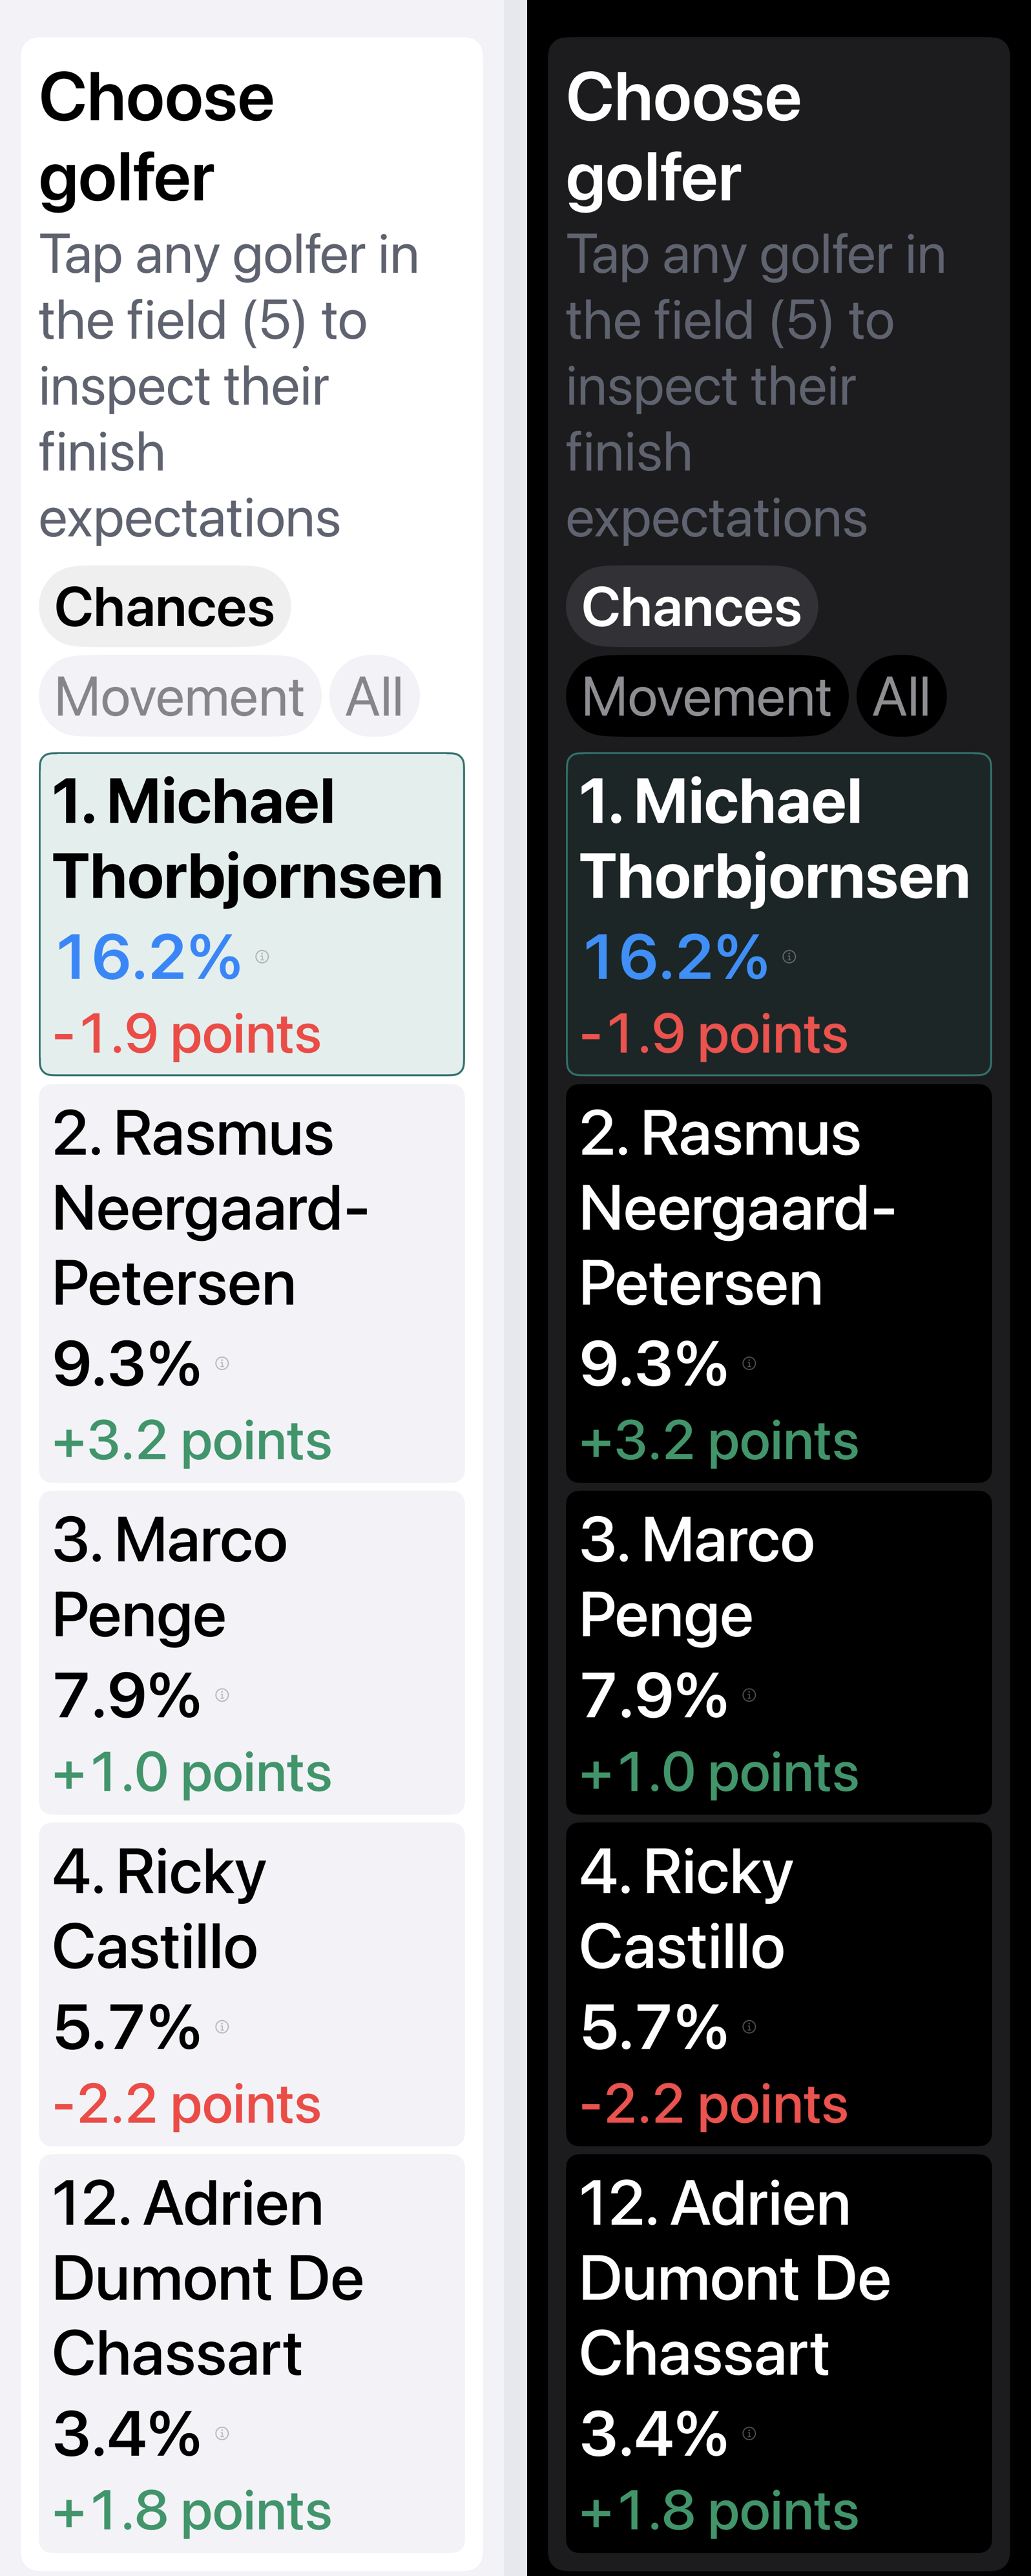 Choose
golfer
Tap any golfer in
the field (5) to
inspect their
finish
expectations
Chances
Movement All
1. Michael
Thorbjornsen
16.2%
-1.9 points
2. Rasmus
Neergaard-
Petersen
9.3%
+3.2 points
3. Marco
Penge
7.9%
+1.0 points
4. Ricky
Castillo
5.7%
-2.2 points
12. Adrien
Dumont De
Chassart
3.4%
+1.8 points
Choose
golfer
Tap any golfer in
the field (5) to
inspect their
finish
expectations
Chances
Movement All
1. Michael
Thorbjornsen
16.2%
-1.9 points
2. Rasmus
Neergaard-
Petersen
9.3%
+3.2 points
3. Marco
Penge
7.9%
+1.0 points
4. Ricky
Castillo
5.7%
-2.2 points
12. Adrien
Dumont De
Chassart
3.4%
+1.8 points